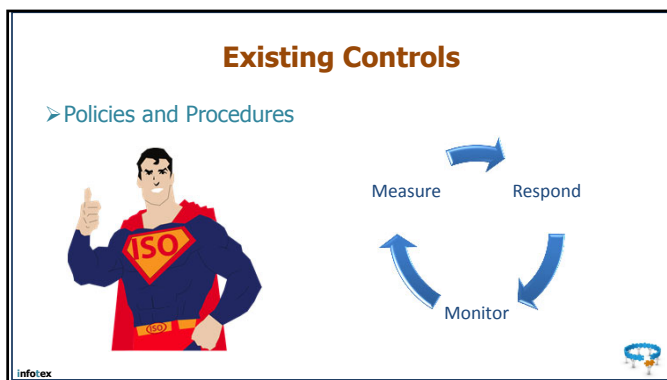 Existing Controls
➢Policies and Procedures
Measure
Respond
Monitor
ISO
ISO
infotex